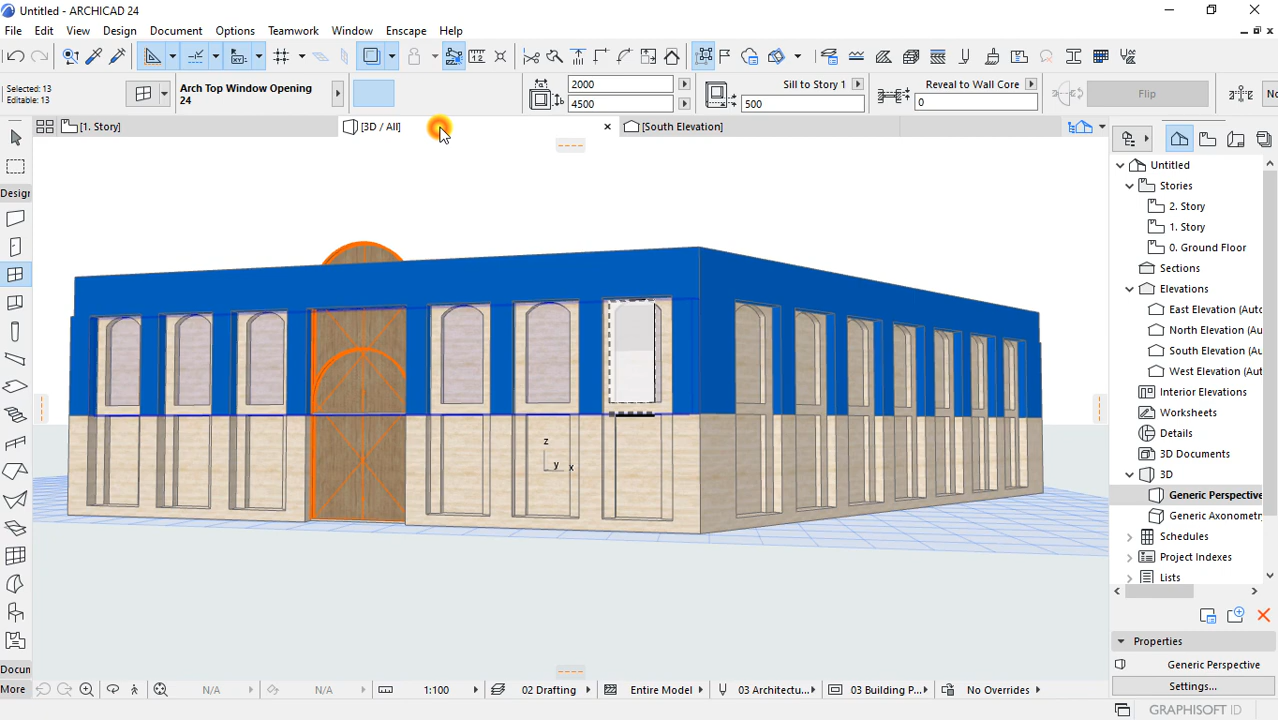 Untitled - ARCHICAD 24
File Edit View Design Document Options Teamwork Window Enscape Help
Selected: 13
Editable: 13
Arch Top Window Opening
24
2000
4500
Sill to Story 1
500
Reveal to Wall Core
0
Flip
No
[1. Story]
[3D / All]
[South Elevation]
Design
Docun
More
z
y
x
Untitled
Stories
2. Story
1. Story
0. Ground Floor
Sections
Elevations
East Elevation (Auto
North Elevation (Aut
South Elevation (Au
West Elevation (Aut
Interior Elevations
Worksheets
Details
3D Documents
3D
Generic Perspective
Generic Axonometr
Schedules
Project Indexes
Lists
Properties
Generic Perspective
Settings...
N/A
N/A
1:100
02 Drafting
Entire Model
03 Architectu...
03 Building P...
No Overrides
GRAPHISOFT ID